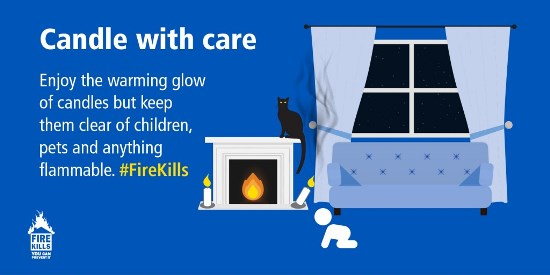 Candle with care
Enjoy the warming glow
of candles but keep
them clear of children,
pets and anything
flammable. #FireKills
FIRE
KILLS
YOU CAN
PREVENT IT